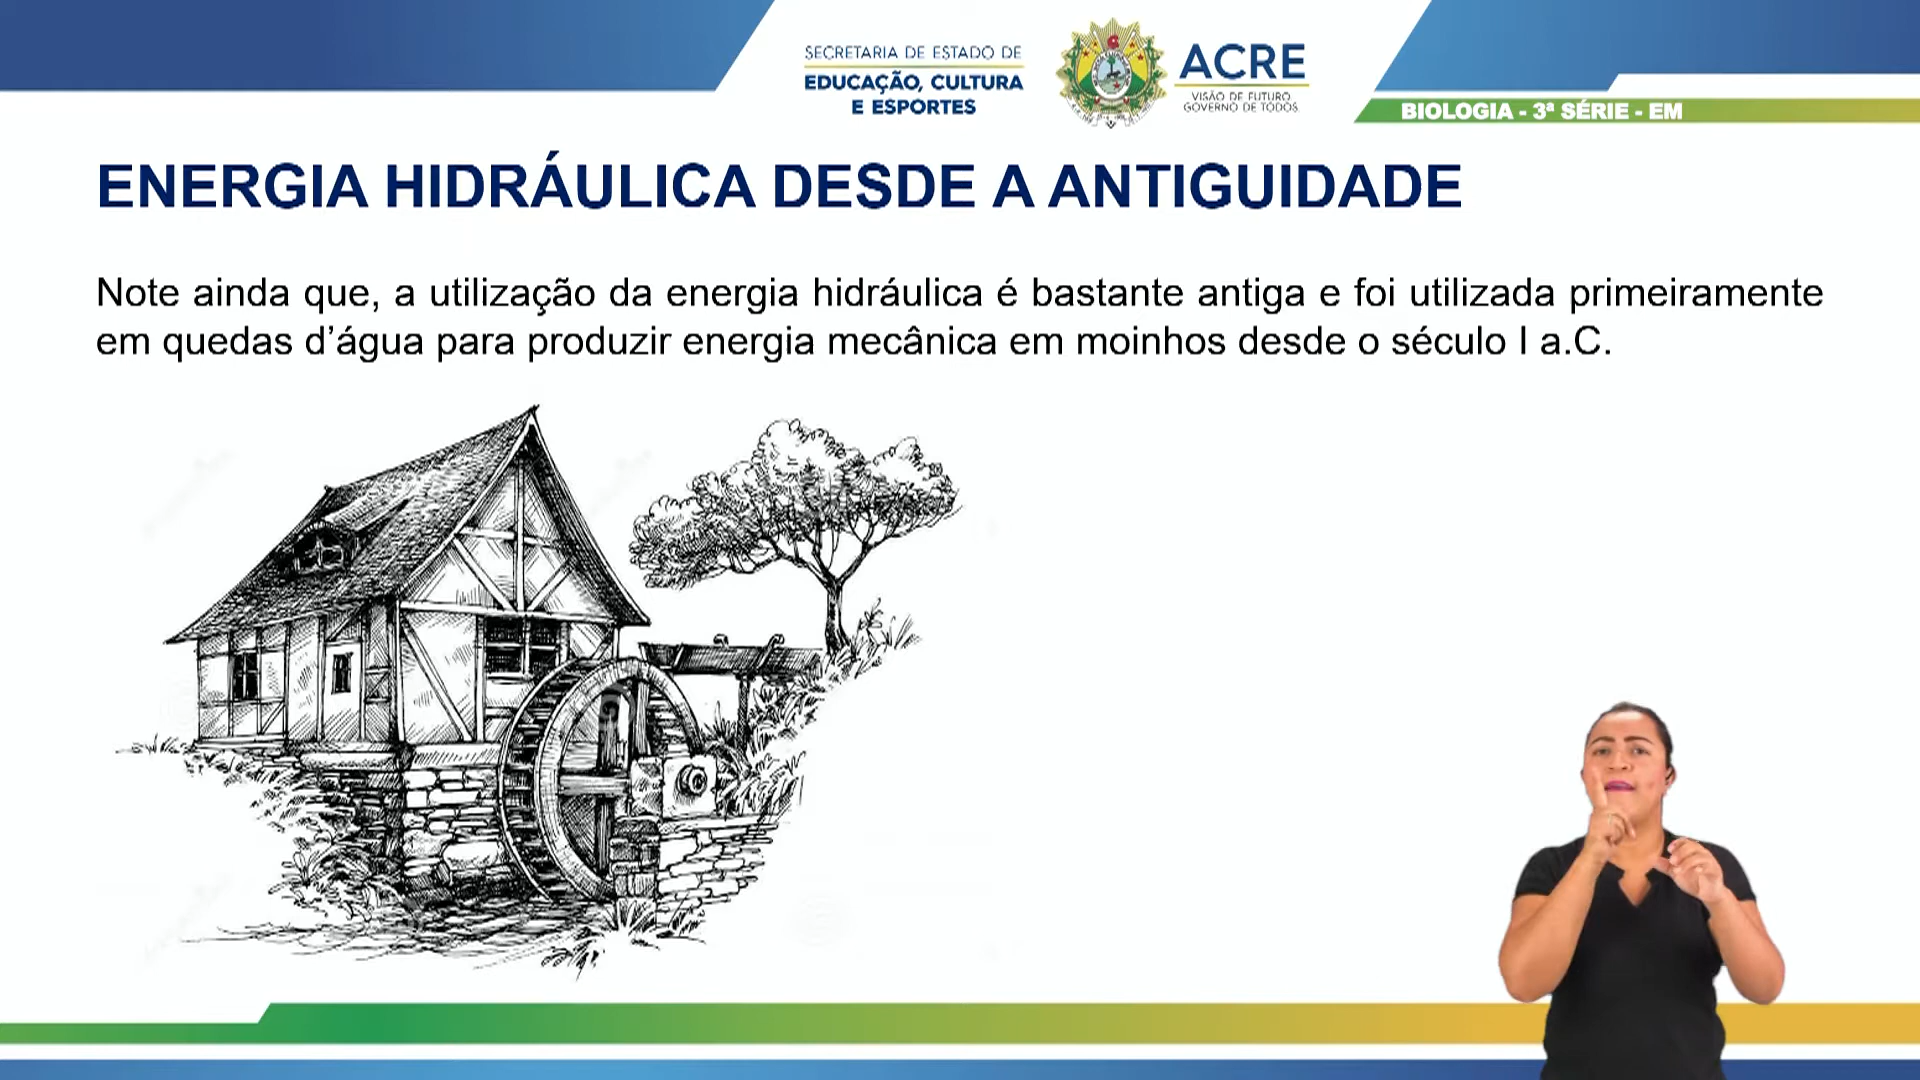 SECRETARIA DE ESTADO DE
EDUCAÇÃO, CULTURA
E ESPORTES
ACRE
VISÃO DE FUTURO
GOVERNO DE TODOS
BIOLOGIA - 3ª SÉRIE - EM
ENERGIA HIDRÁULICA DESDE A ANTIGUIDADE
Note ainda que, a utilização da energia hidráulica é bastante antiga e foi utilizada primeiramente
em quedas d’água para produzir energia mecânica em moinhos desde o século I a.C.